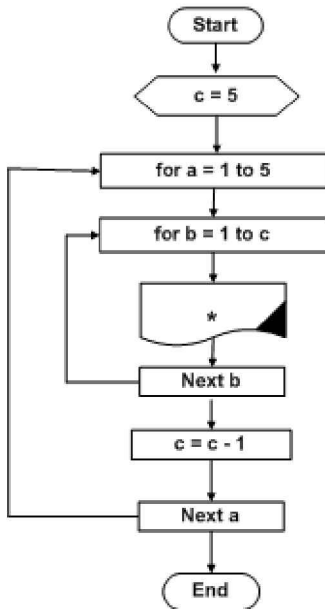 Start
c = 5
for a = 1 to 5
for b = 1 to c
*
Next b
c = c - 1
Next a
End